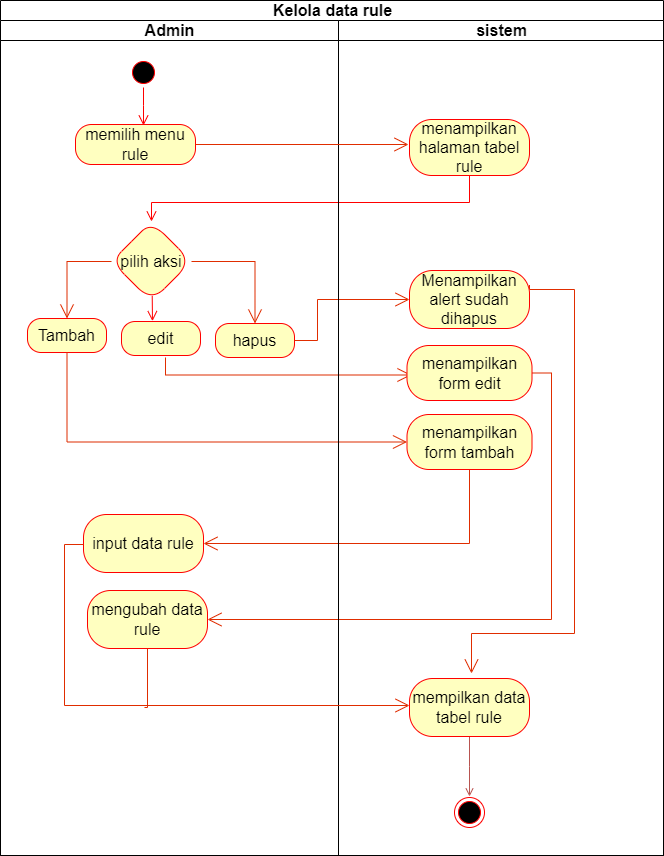 Kelola data rule
Admin
sistem
memilih menu
rule
menampilkan
halaman tabel
rule
pilih aksi
Tambah
edit
hapus
Menampilkan
alert sudah
dihapus
menampilkan
form edit
menampilkan
form tambah
input data rule
mengubah data
rule
mempilkan data
tabel rule